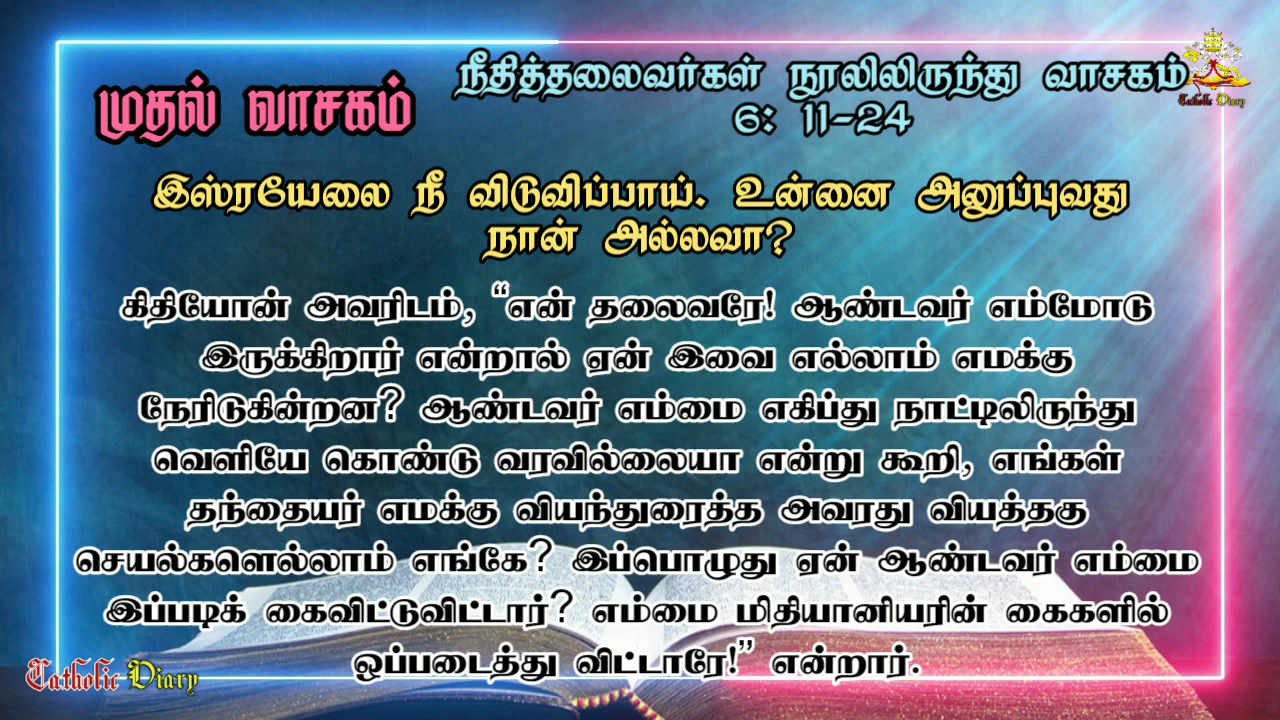 முதல் வாசகம்
நீதித்தலைவர்கள் நூலிலிருந்து வாசகம்
6: 11-24
Catholic Diary
இஸ்ரயேலை நீ விடுவிப்பாய். உன்னை அனுப்புவது
நான் அல்லவா?
கிதியோன் அவரிடம், “என் தலைவரே! ஆண்டவர் எம்மோடு
இருக்கிறார் என்றால் ஏன் இவை எல்லாம் எமக்கு
நேரிடுகின்றன? ஆண்டவர் எம்மை எகிப்து நாட்டிலிருந்து
வெளியே கொண்டு வரவில்லையா என்று கூறி, எங்கள்
தந்தையர் எமக்கு வியந்துரைத்த அவரது வியத்தகு
செயல்களெல்லாம் எங்கே? இப்பொழுது ஏன் ஆண்டவர் எம்மை
இப்படிக் கைவிட்டுவிட்டார்? எம்மை மிதியானியரின் கைகளில்
ஒப்படைத்து விட்டாரே!” என்றார்.
Catholic Diary